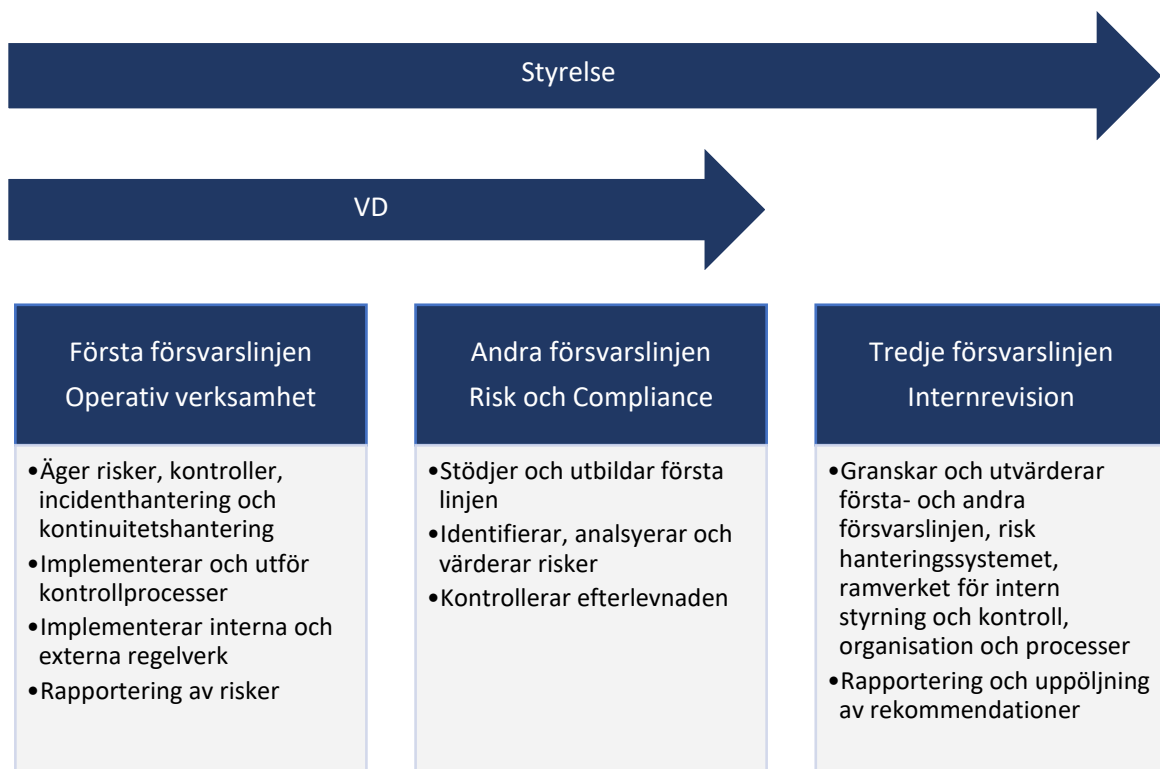 Styrelse
VD
Första försvarslinjen
Operativ verksamhet
•Äger risker, kontroller,
incidenthantering och
kontinuitetshantering
•Implementerar och utför
kontrollprocesser
•Implementerar interna och
externa regelverk
•Rapportering av risker
Andra försvarslinjen
Risk och Compliance
•Stödjer och utbildar första
linjen
•Identifierar, analsyerar och
värderar risker
•Kontrollerar efterlevnaden
Tredje försvarslinjen
Internrevision
•Granskar och utvärderar
första- och andra
försvarslinjen, risk
hanteringssystemet,
ramverket för intern
styrning och kontroll,
organisation och processer
•Rapportering och uppöljning
av rekommendationer